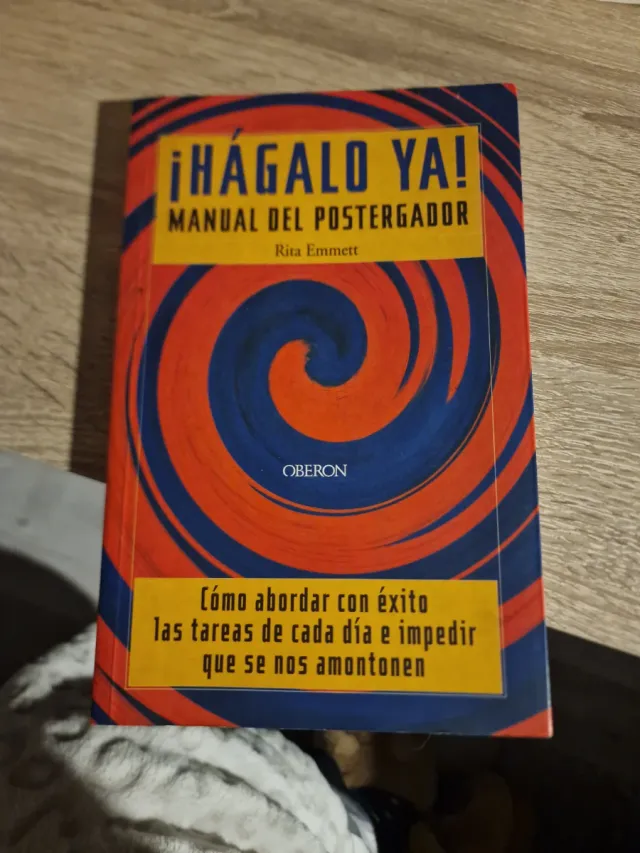 ¡HÁGALO YA!
MANUAL DEL POSTERGADOR
Rita Emmett
OBERON
Cómo abordar con éxito
las tareas de cada día e impedir
que se nos amontonen